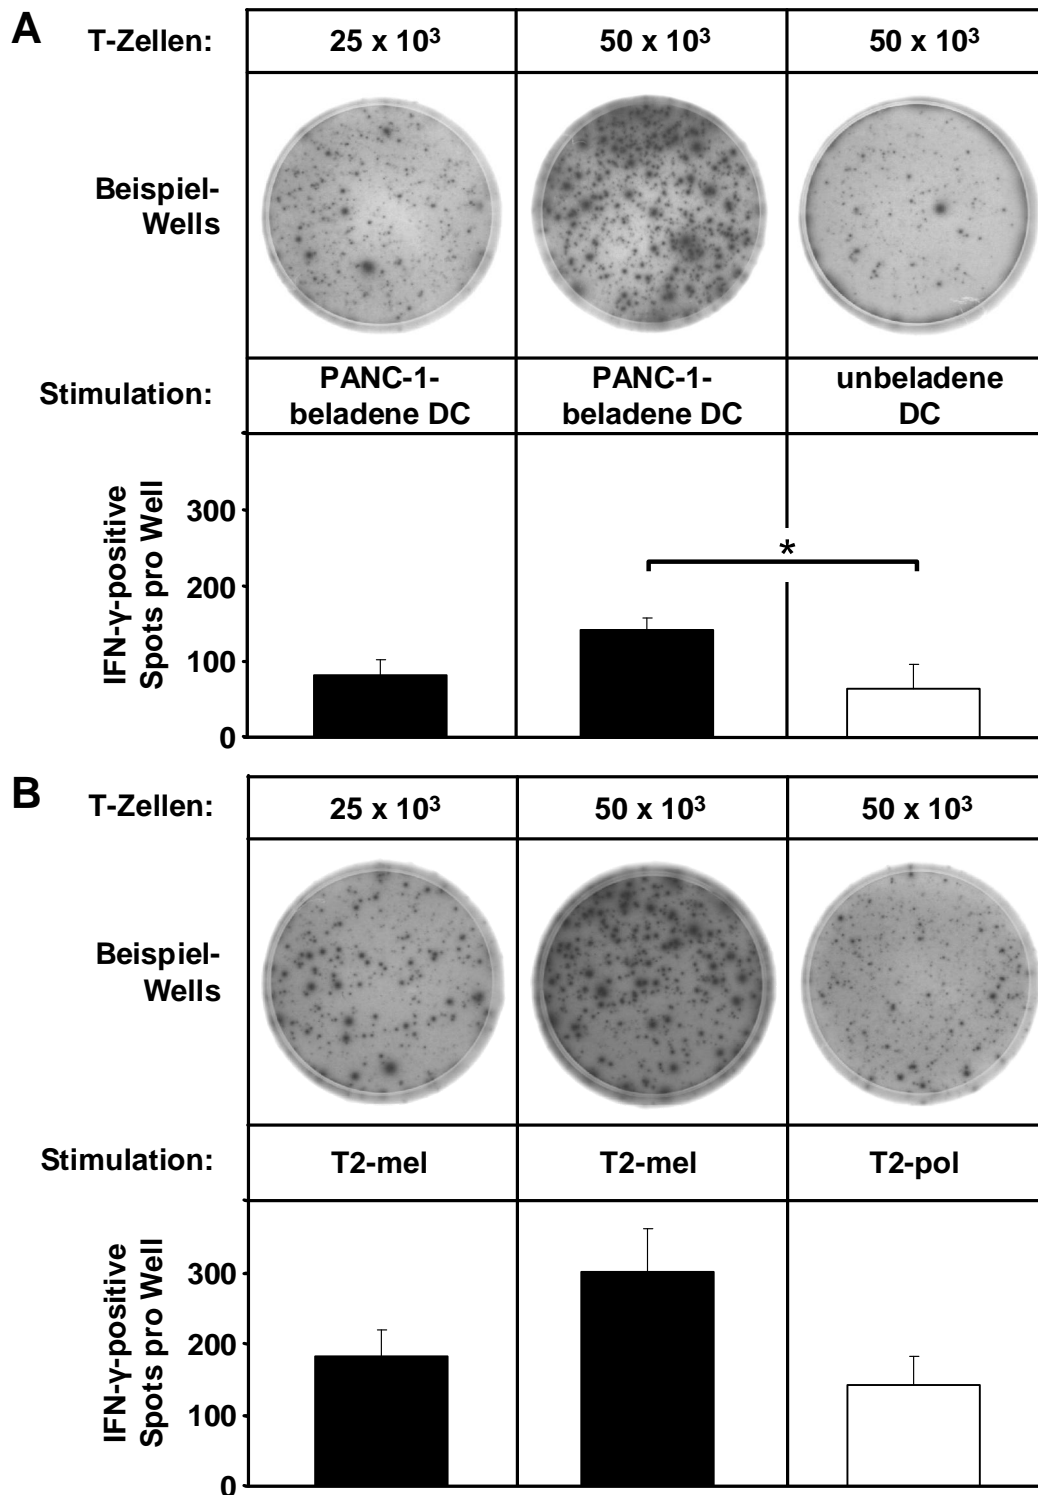 A
T-Zellen:
25 x 10³
50 x 10³
50 x 10³
Beispiel-
Wells
Stimulation:
PANC-1-
beladene DC
PANC-1-
beladene DC
unbeladene
DC
IFN-γ-positive
Spots pro Well
300
200
100
0
*
B
T-Zellen:
25 x 10³
50 x 10³
50 x 10³
Beispiel-
Wells
Stimulation:
T2-mel
T2-mel
T2-pol
IFN-γ-positive
Spots pro Well
300
200
100
0